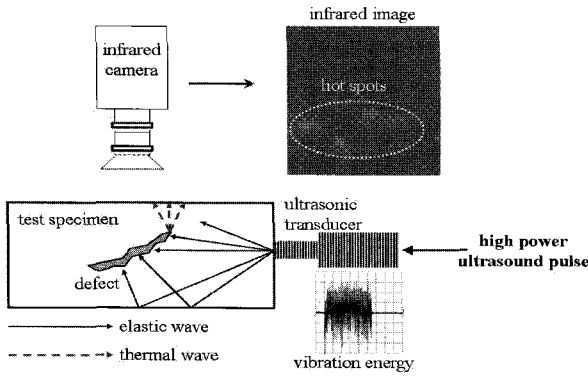 infrared image
infrared
camera
hot spots
test specimen
ultrasonic
transducer
high power
ultrasound pulse
defect
elastic wave
thermal wave
vibration energy